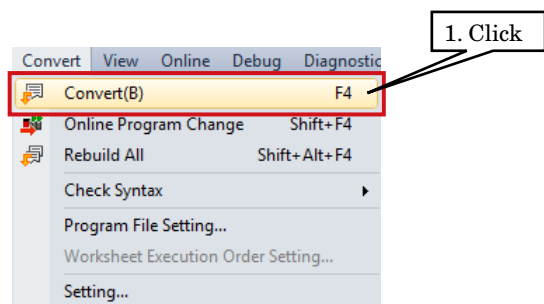 1. Click
Convert View Online Debug Diagnostic
Convert(B) F4
Online Program Change Shift+F4
Rebuild All Shift+Alt+F4
Check Syntax
Program File Setting...
Worksheet Execution Order Setting...
Setting...